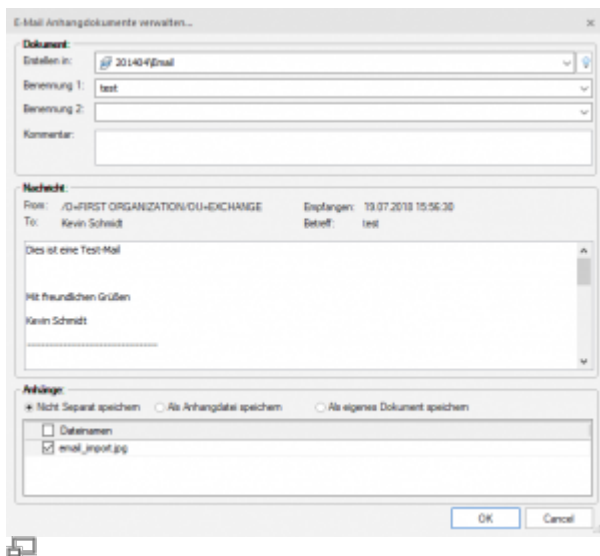 E-Mail Anhangdokumente verwalten...
Dokument:
Erstellen in: 201404\Email
Benennung 1: test
Benennung 2:
Kommentar:
Nachricht:
From: /O=FIRST ORGANIZATION/OU=EXCHANGE Empfangen: 19.07.2018 15:56:30
To: Kevin Schmidt Betreff: test
Dies ist eine Test-Mail
Mit freundlichen Grüßen
Kevin Schmidt
--------------------------------
Anhänge:
Nicht Separat speichern Als Anhangdatei speichern Als eigenes Dokument speichern
Dateinamen
email_import.jpg
OK Cancel